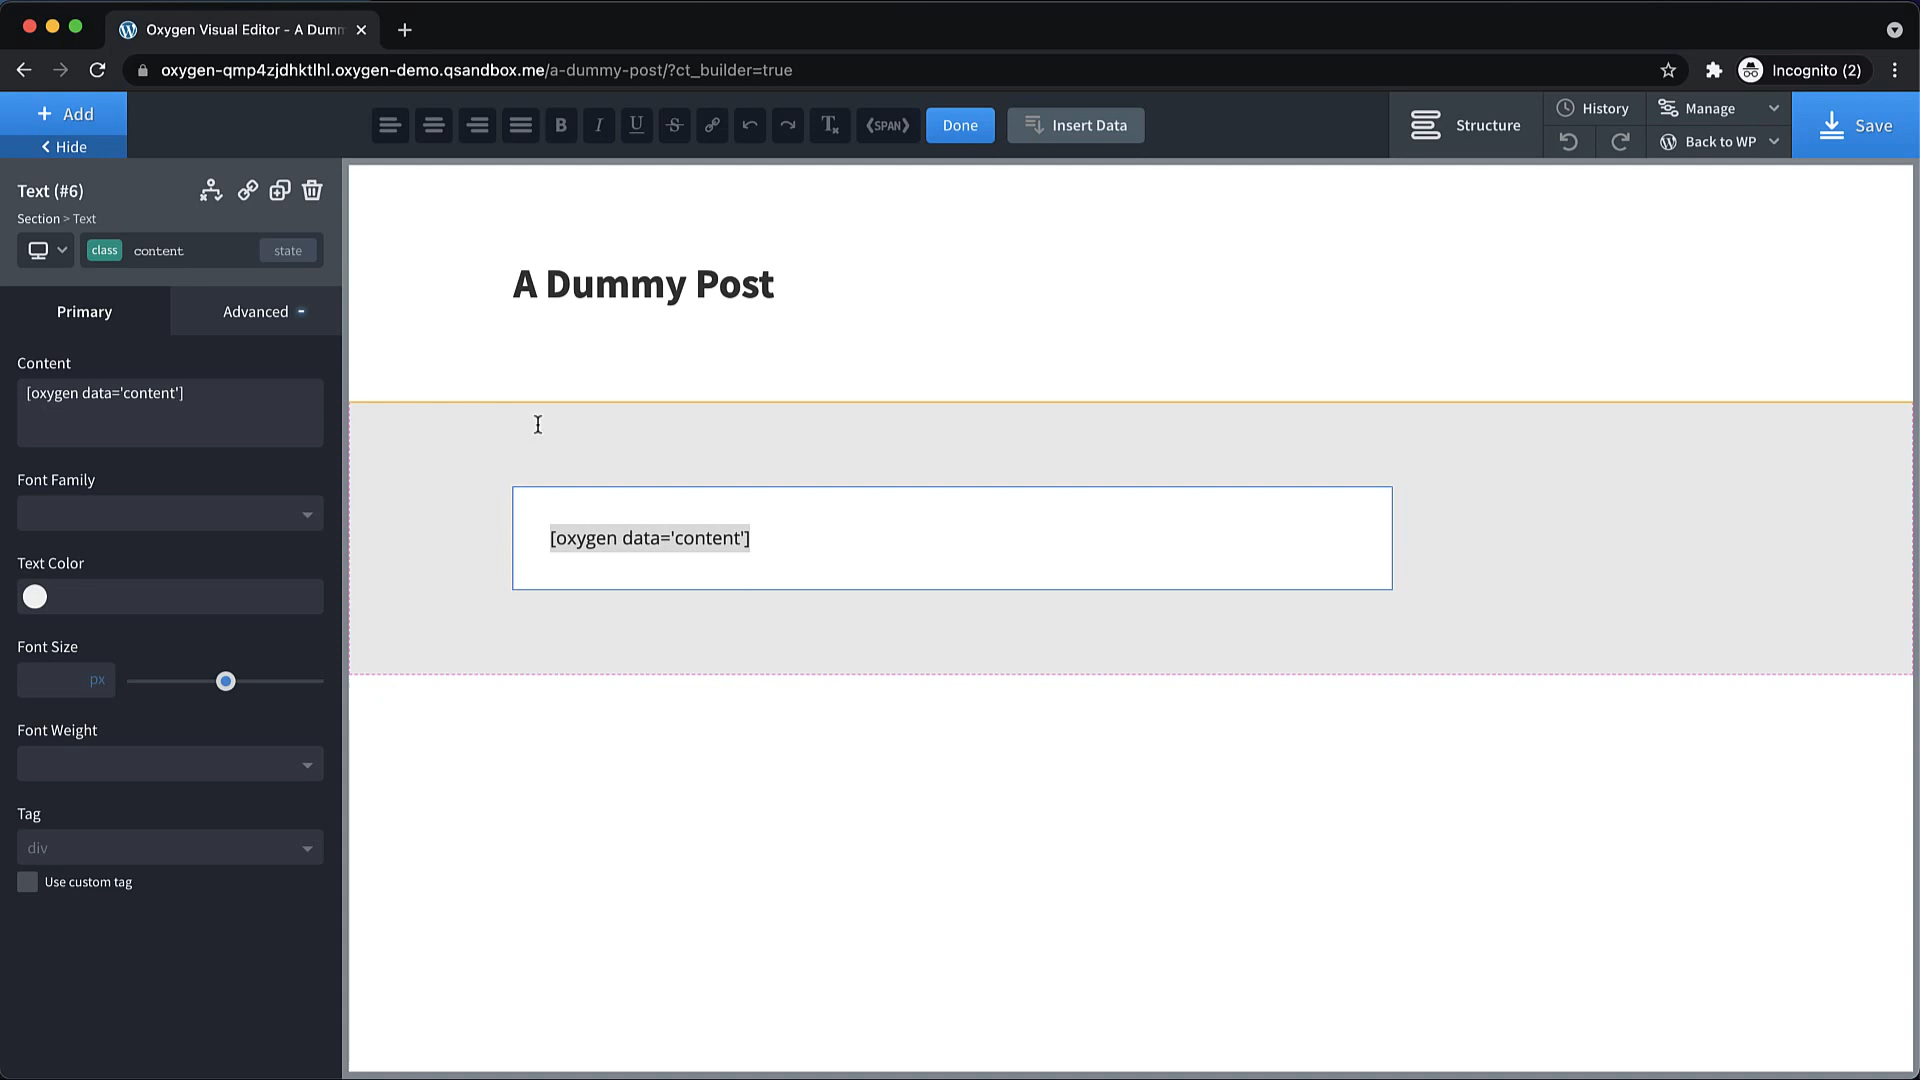 Oxygen Visual Editor - A Dumm
oxygen-qmp4zjdhktlhl.oxygen-demo.qsandbox.me/a-dummy-post/?ct_builder=true
Incognito (2)
+ Add
Hide
B I U S T <SPAN>
Done
Insert Data
Structure
History
Manage
Back to WP
Save
Text (#6)
Section > Text
class content state
Primary
Advanced
Content
[oxygen data='content']
Font Family
Text Color
Font Size
px
Font Weight
Tag
div
Use custom tag
A Dummy Post
[oxygen data='content']